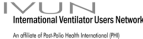 IVUN
International Ventilator Users Network
An affiliate of Post-Polio Health International (PHI)